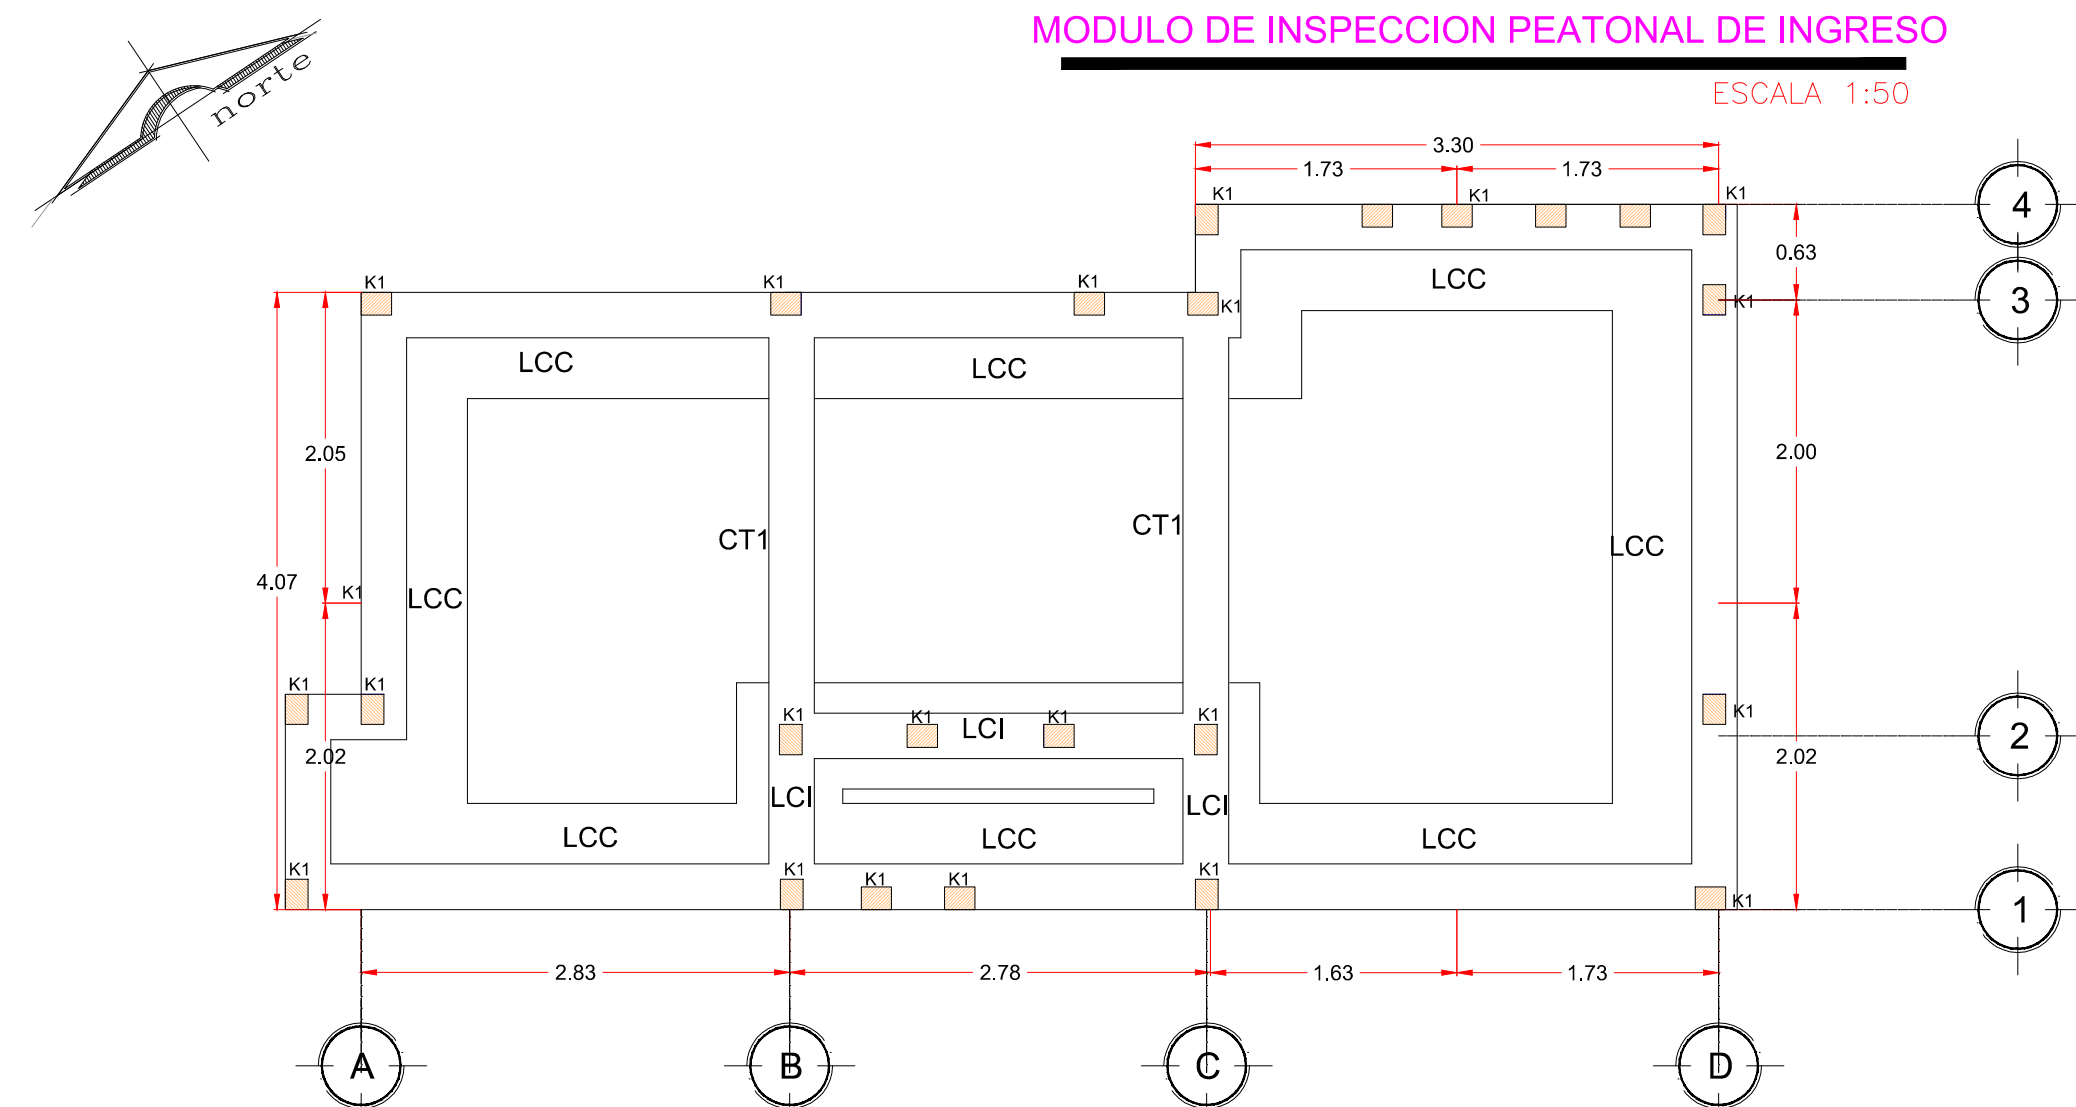 MODULO DE INSPECCION PEATONAL DE INGRESO
norte
ESCALA 1:50
3.30
1.73 1.73
K1 K1 K1
4
0.63
K1 K1 K1 K1 K1
3
LCC
LCC LCC
2.05 2.00
CT1 CT1
LCC
4.07
K1 LCC
K1 K1
K1 K1 K1 K1 K1
LCI
2
2.02 2.02
LCI LCI
LCC LCC LCC
K1 K1 K1 K1 K1 K1
1
2.83 2.78 1.63 1.73
A B C D